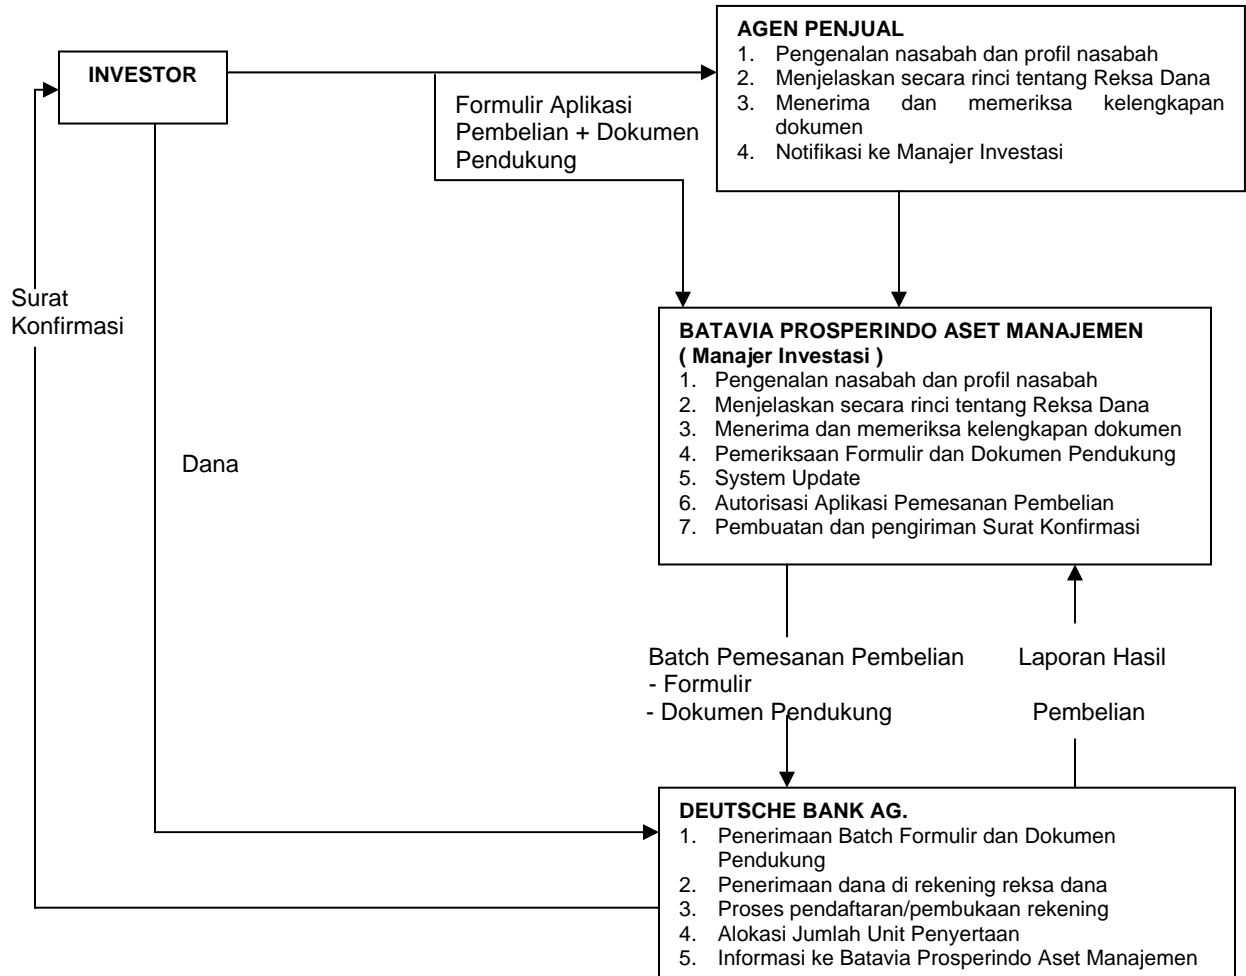 INVESTOR
AGEN PENJUAL
1. Pengenalan nasabah dan profil nasabah
2. Menjelaskan secara rinci tentang Reksa Dana
3. Menerima dan memeriksa kelengkapan
dokumen
4. Notifikasi ke Manajer Investasi
Formulir Aplikasi
Pembelian + Dokumen
Pendukung
Surat
Konfirmasi
BATAVIA PROSPERINDO ASET MANAJEMEN
( Manajer Investasi )
1. Pengenalan nasabah dan profil nasabah
2. Menjelaskan secara rinci tentang Reksa Dana
3. Menerima dan memeriksa kelengkapan dokumen
4. Pemeriksaan Formulir dan Dokumen Pendukung
5. System Update
6. Autorisasi Aplikasi Pemesanan Pembelian
7. Pembuatan dan pengiriman Surat Konfirmasi
Dana
Batch Pemesanan Pembelian
- Formulir
- Dokumen Pendukung
Laporan Hasil
Pembelian
DEUTSCHE BANK AG.
1. Penerimaan Batch Formulir dan Dokumen
Pendukung
2. Penerimaan dana di rekening reksa dana
3. Proses pendaftaran/pembukaan rekening
4. Alokasi Jumlah Unit Penyertaan
5. Informasi ke Batavia Prosperindo Aset Manajemen